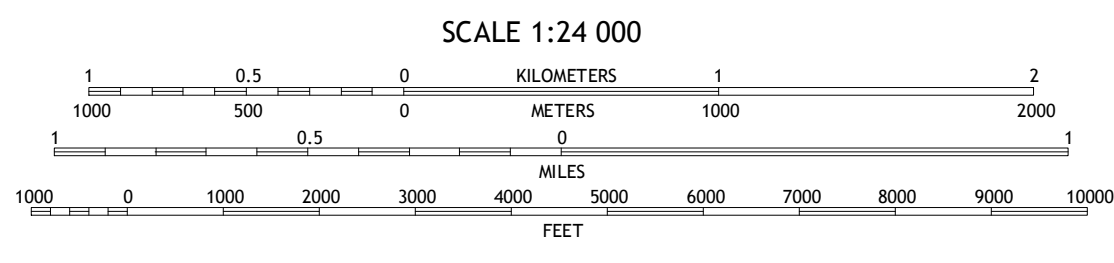 SCALE 1:24 000
1 0.5 0 KILOMETERS 1 2
1000 500 0 METERS 1000 2000
1 0.5 0 1
MILES
1000 0 1000 2000 3000 4000 5000 6000 7000 8000 9000 10000
FEET